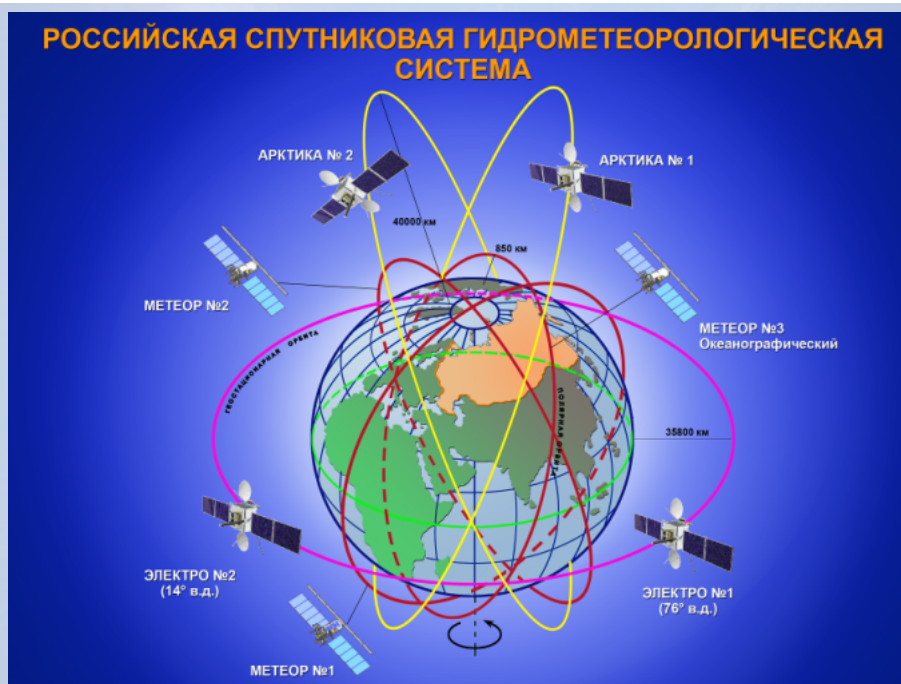 РОССИЙСКАЯ СПУТНИКОВАЯ ГИДРОМЕТЕОРОЛОГИЧЕСКАЯ
СИСТЕМА
АРКТИКА № 2
АРКТИКА № 1
40000 км
850 км
МЕТЕОР №2
МЕТЕОР №3
Океанографический
ГЕОСТАЦИОНАРНАЯ ОРБИТА
ПОЛЯРНАЯ ОРБИТА
35800 км
ЭЛЕКТРО №2
(14° в.д.)
ЭЛЕКТРО №1
(76° в.д.)
МЕТЕОР №1